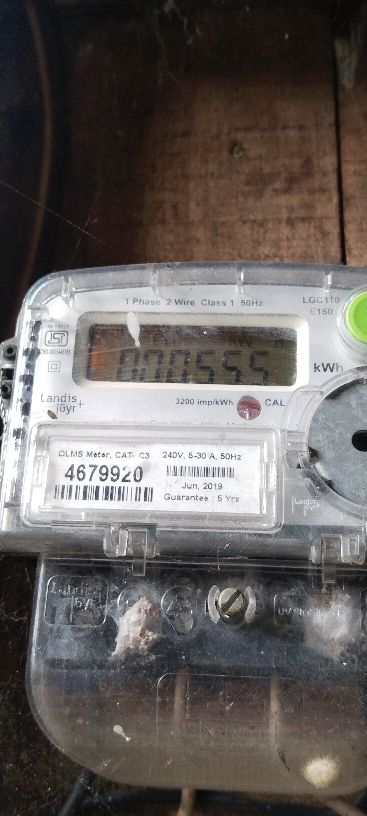 1 Phase 2 Wire Class 1 50Hz
LGC110
E150
000555
kWh
Landis
Gyr+
3200 imp/kWh
CAL
DLMS Meter, CAT- C3
240V, 5-30 A, 50Hz
4679920
Jun, 2019
Guarantee : 5 Yrs
Landis